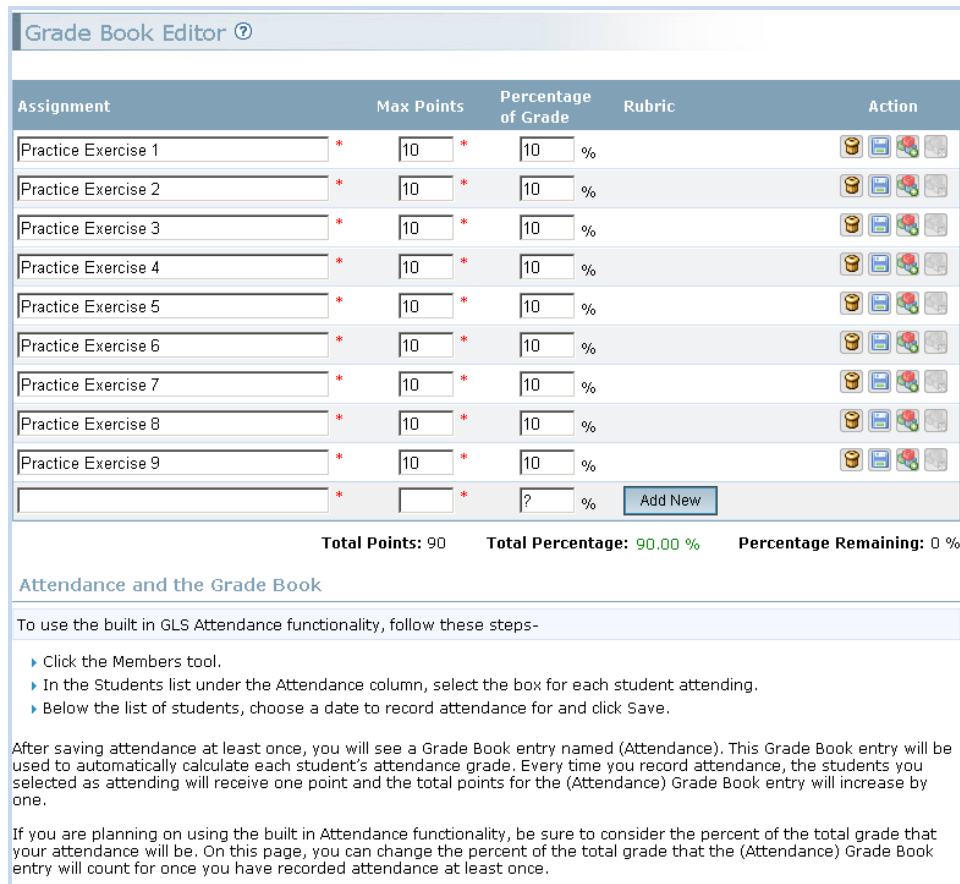 Grade Book Editor ?
Assignment Max Points Percentage of Grade Rubric Action
Practice Exercise 1 * 10 * 10 %
Practice Exercise 2 * 10 * 10 %
Practice Exercise 3 * 10 * 10 %
Practice Exercise 4 * 10 * 10 %
Practice Exercise 5 * 10 * 10 %
Practice Exercise 6 * 10 * 10 %
Practice Exercise 7 * 10 * 10 %
Practice Exercise 8 * 10 * 10 %
Practice Exercise 9 * 10 * 10 %
* * ? % Add New
Total Points: 90 Total Percentage: 90.00 % Percentage Remaining: 0 %
Attendance and the Grade Book
To use the built in GLS Attendance functionality, follow these steps-
Click the Members tool.
In the Students list under the Attendance column, select the box for each student attending.
Below the list of students, choose a date to record attendance for and click Save.
After saving attendance at least once, you will see a Grade Book entry named (Attendance). This Grade Book entry will be
used to automatically calculate each student's attendance grade. Every time you record attendance, the students you
selected as attending will receive one point and the total points for the (Attendance) Grade Book entry will increase by
one.
If you are planning on using the built in Attendance functionality, be sure to consider the percent of the total grade that
your attendance will be. On this page, you can change the percent of the total grade that the (Attendance) Grade Book
entry will count for once you have recorded attendance at least once.